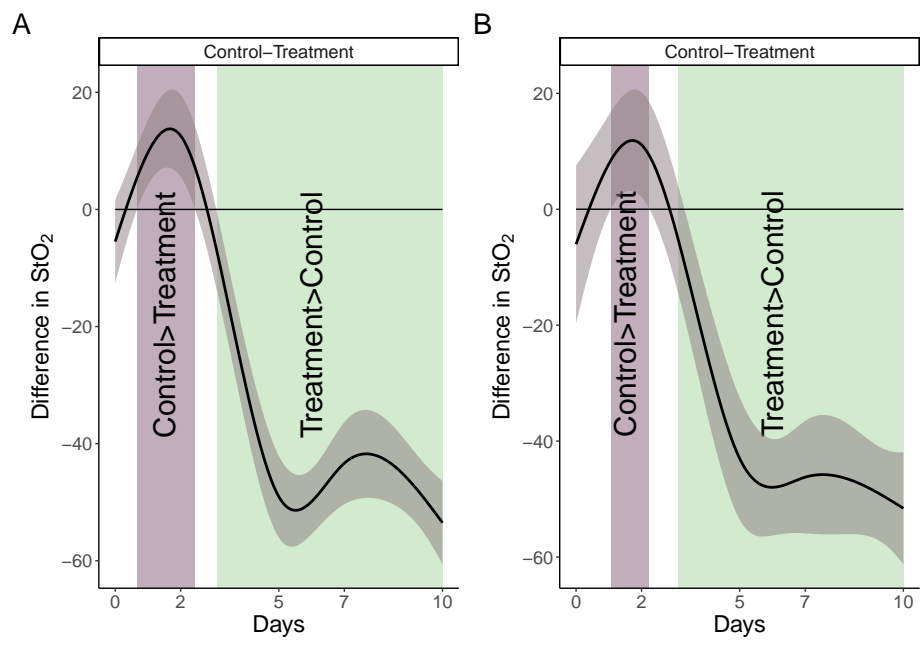 A
Control−Treatment
20
0
−20
−40
−60
Difference in StO₂
Control>Treatment
Treatment>Control
0 2 5 7 10
Days
B
Control−Treatment
20
0
−20
−40
−60
Difference in StO₂
Control>Treatment
Treatment>Control
0 2 5 7 10
Days